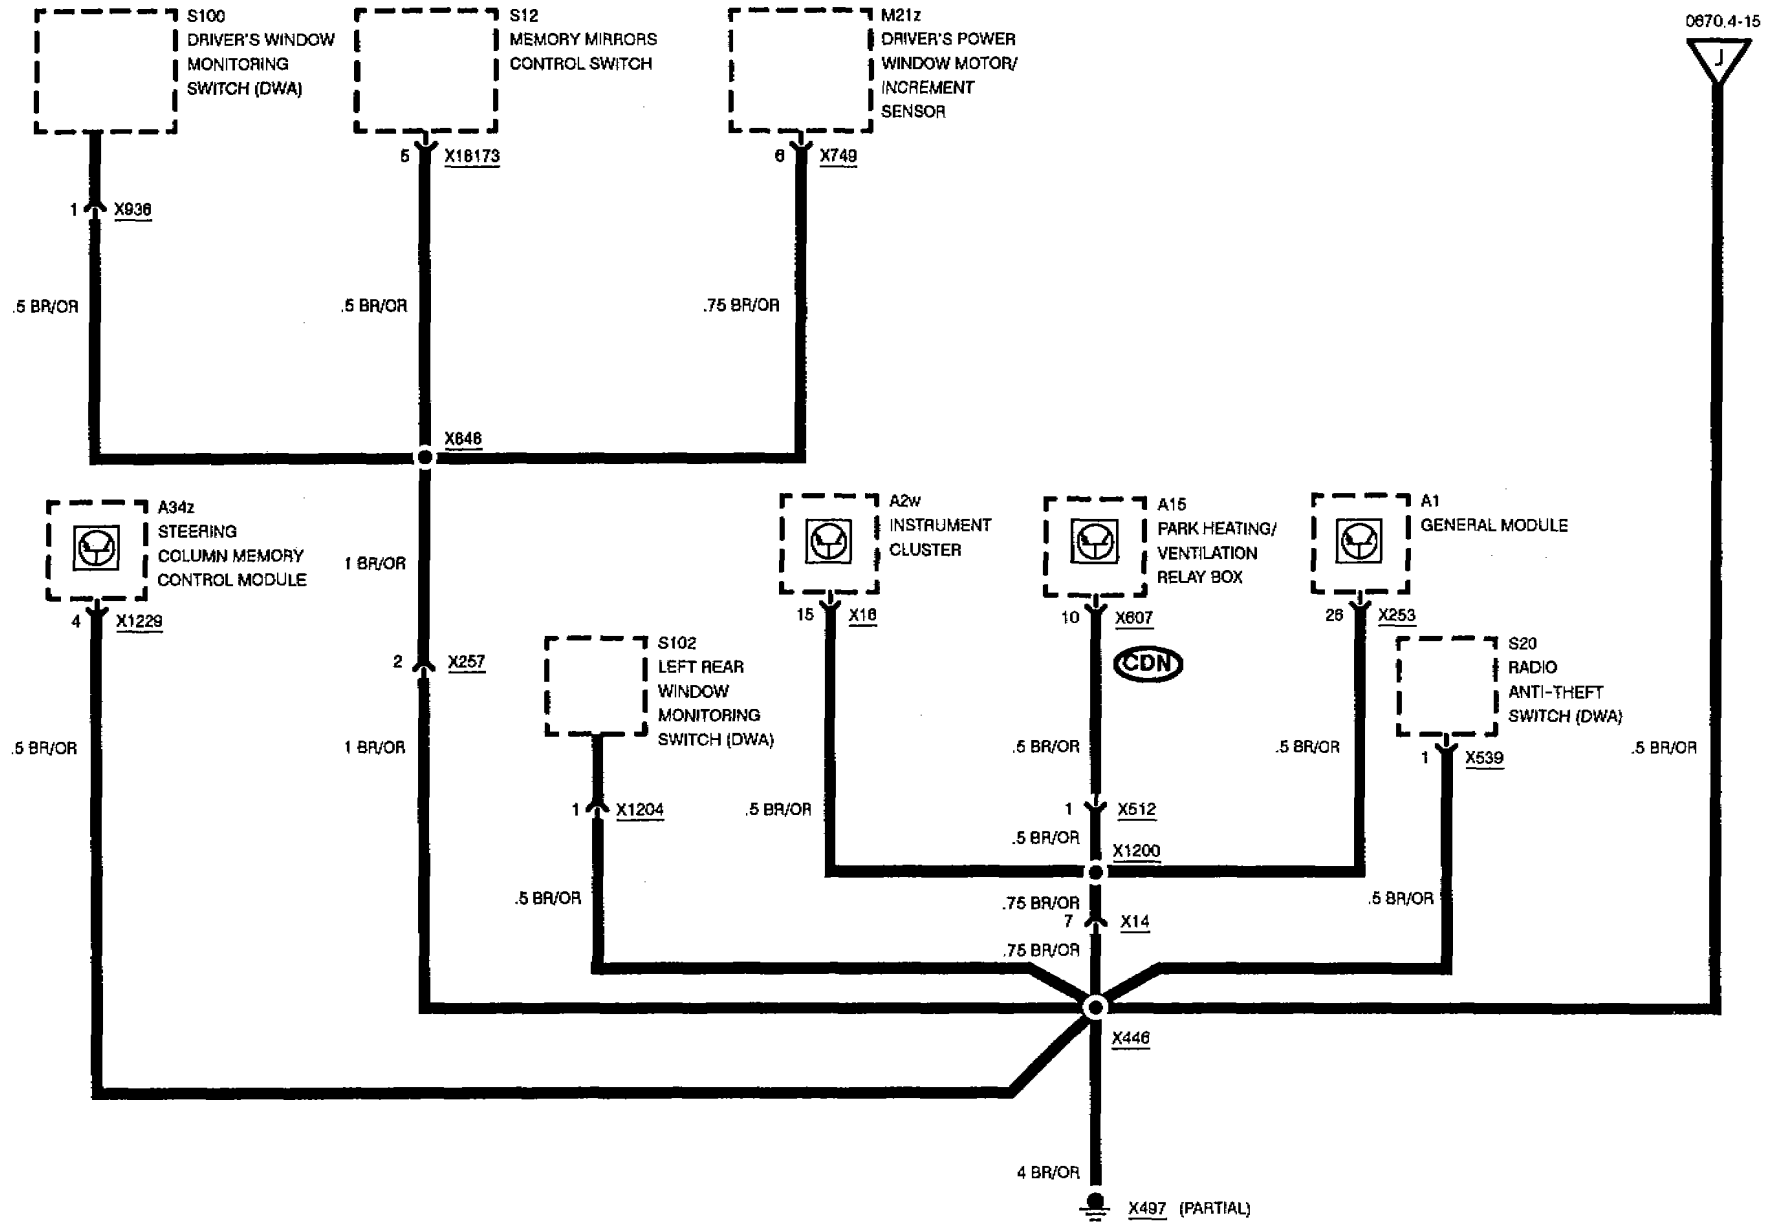 S100
DRIVER'S WINDOW
MONITORING
SWITCH (DWA)
S12
MEMORY MIRRORS
CONTROL SWITCH
M21z
DRIVER'S POWER
WINDOW MOTOR/
INCREMENT
SENSOR
0670.4-15
J
1 X936
5 X16173
6 X749
.5 BR/OR
.5 BR/OR
.75 BR/OR
X646
A34z
STEERING
COLUMN MEMORY
CONTROL MODULE
4 X1229
1 BR/OR
2 X257
.5 BR/OR
1 BR/OR
S102
LEFT REAR
WINDOW
MONITORING
SWITCH (DWA)
1 X1204
.5 BR/OR
A2w
INSTRUMENT
CLUSTER
15 X16
.5 BR/OR
A15
PARK HEATING/
VENTILATION
RELAY BOX
10 X607
CDN
.5 BR/OR
1 X512
.5 BR/OR
X1200
.75 BR/OR
7 X14
.75 BR/OR
A1
GENERAL MODULE
26 X253
.5 BR/OR
S20
RADIO
ANTI-THEFT
SWITCH (DWA)
1 X539
.5 BR/OR
.5 BR/OR
X446
4 BR/OR
X497 (PARTIAL)